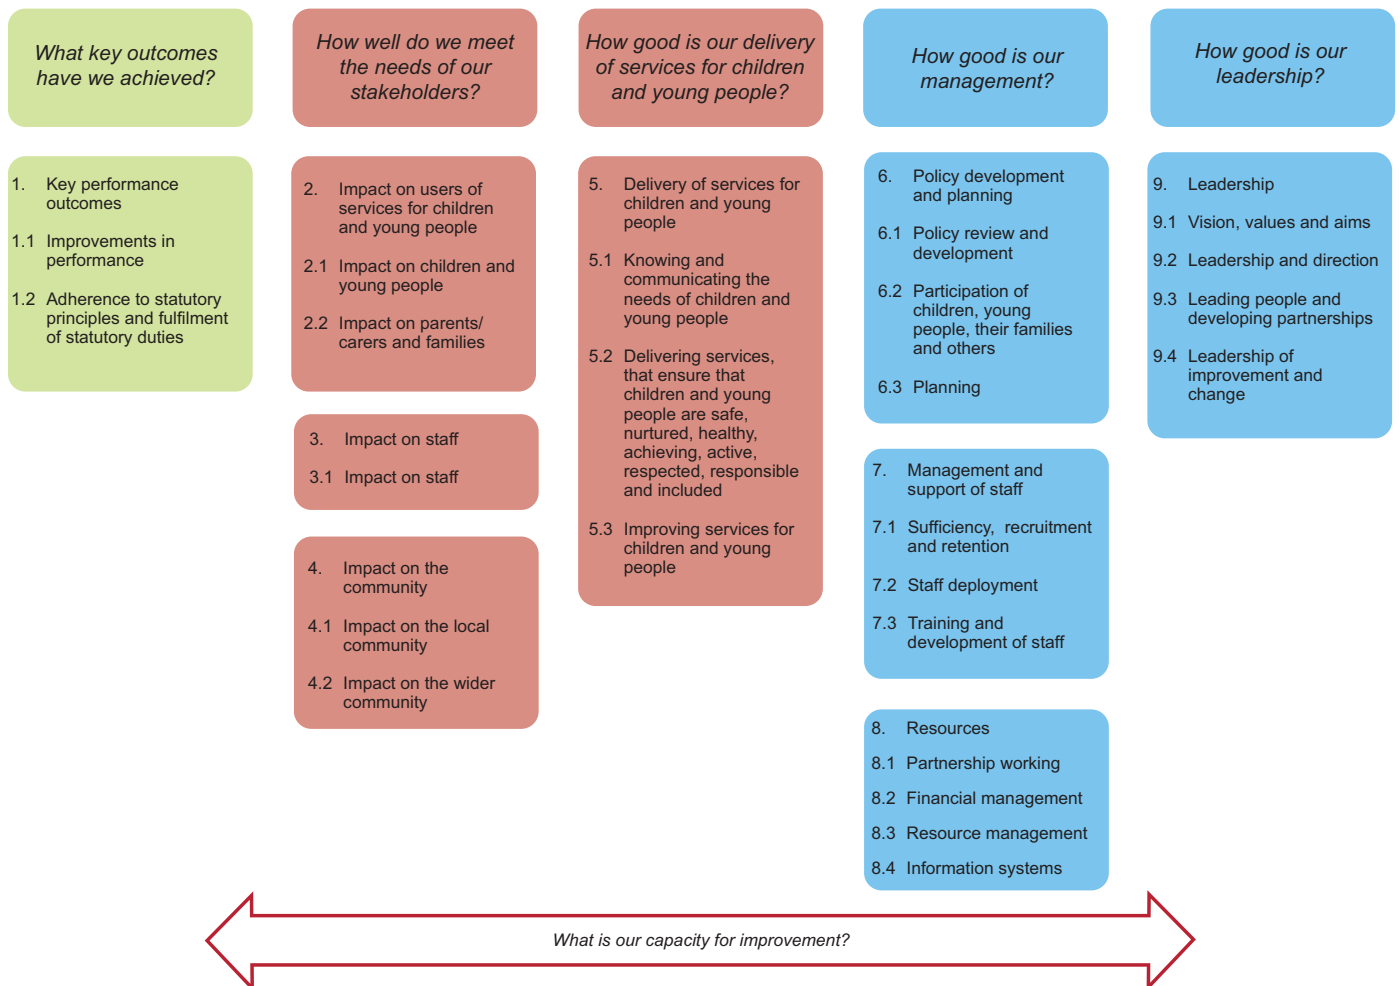 What key outcomes
have we achieved?
How well do we meet
the needs of our
stakeholders?
How good is our delivery
of services for children
and young people?
How good is our
management?
How good is our
leadership?
1. Key performance
outcomes
1.1 Improvements in
performance
1.2 Adherence to statutory
principles and fulfilment
of statutory duties
2. Impact on users of
services for children
and young people
2.1 Impact on children and
young people
2.2 Impact on parents/
carers and families
3. Impact on staff
3.1 Impact on staff
4. Impact on the
community
4.1 Impact on the local
community
4.2 Impact on the wider
community
5. Delivery of services for
children and young
people
5.1 Knowing and
communicating the
needs of children and
young people
5.2 Delivering services,
that ensure that
children and young
people are safe,
nurtured, healthy,
achieving, active,
respected, responsible
and included
5.3 Improving services for
children and young
people
6. Policy development
and planning
6.1 Policy review and
development
6.2 Participation of
children, young
people, their families
and others
6.3 Planning
7. Management and
support of staff
7.1 Sufficiency, recruitment
and retention
7.2 Staff deployment
7.3 Training and
development of staff
8. Resources
8.1 Partnership working
8.2 Financial management
8.3 Resource management
8.4 Information systems
9. Leadership
9.1 Vision, values and aims
9.2 Leadership and direction
9.3 Leading people and
developing partnerships
9.4 Leadership of
improvement and
change
What is our capacity for improvement?